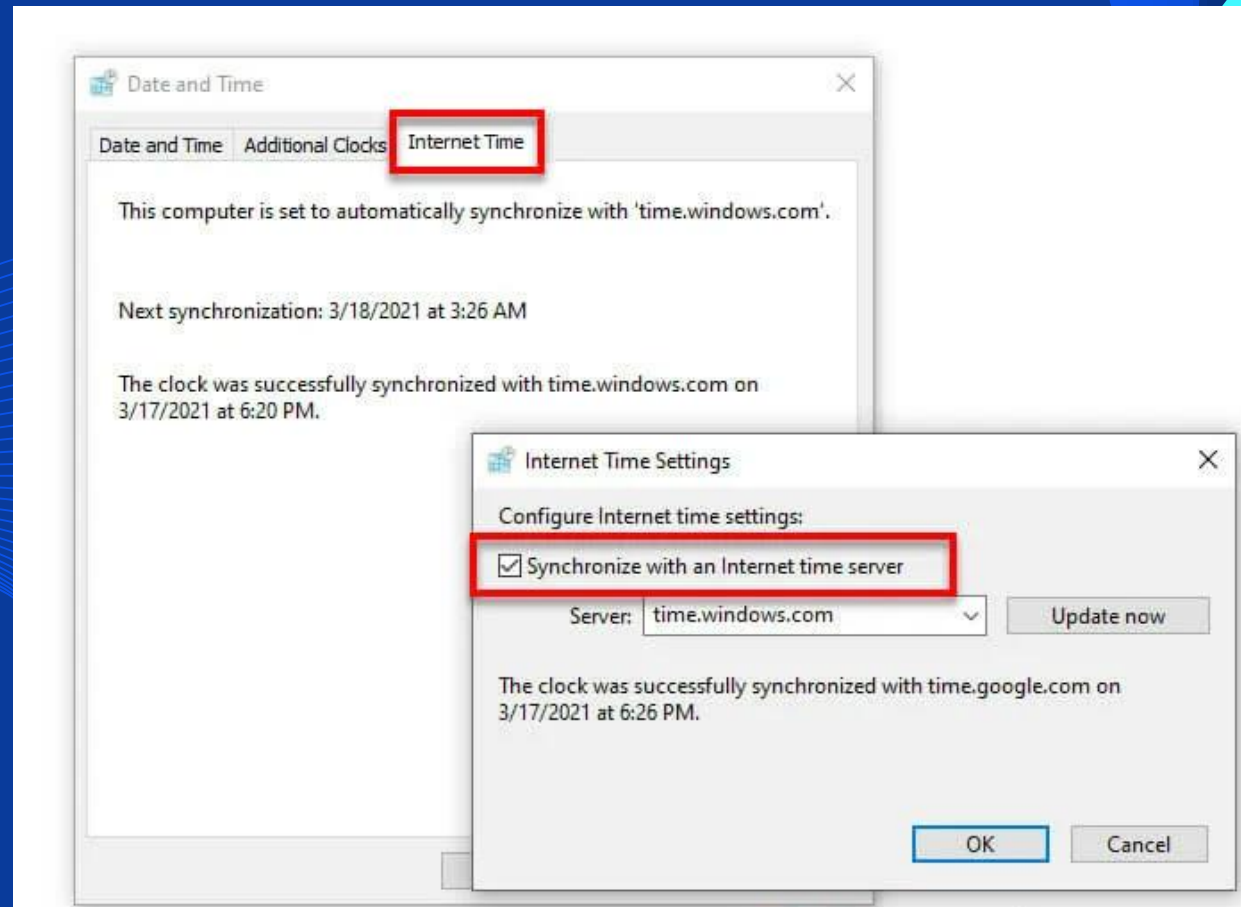 Date and Time
Date and Time Additional Clocks Internet Time
This computer is set to automatically synchronize with 'time.windows.com'.
Next synchronization: 3/18/2021 at 3:26 AM
The clock was successfully synchronized with time.windows.com on
3/17/2021 at 6:20 PM.
Internet Time Settings
Configure Internet time settings:
Synchronize with an Internet time server
Server: time.windows.com Update now
The clock was successfully synchronized with time.google.com on
3/17/2021 at 6:26 PM.
OK Cancel